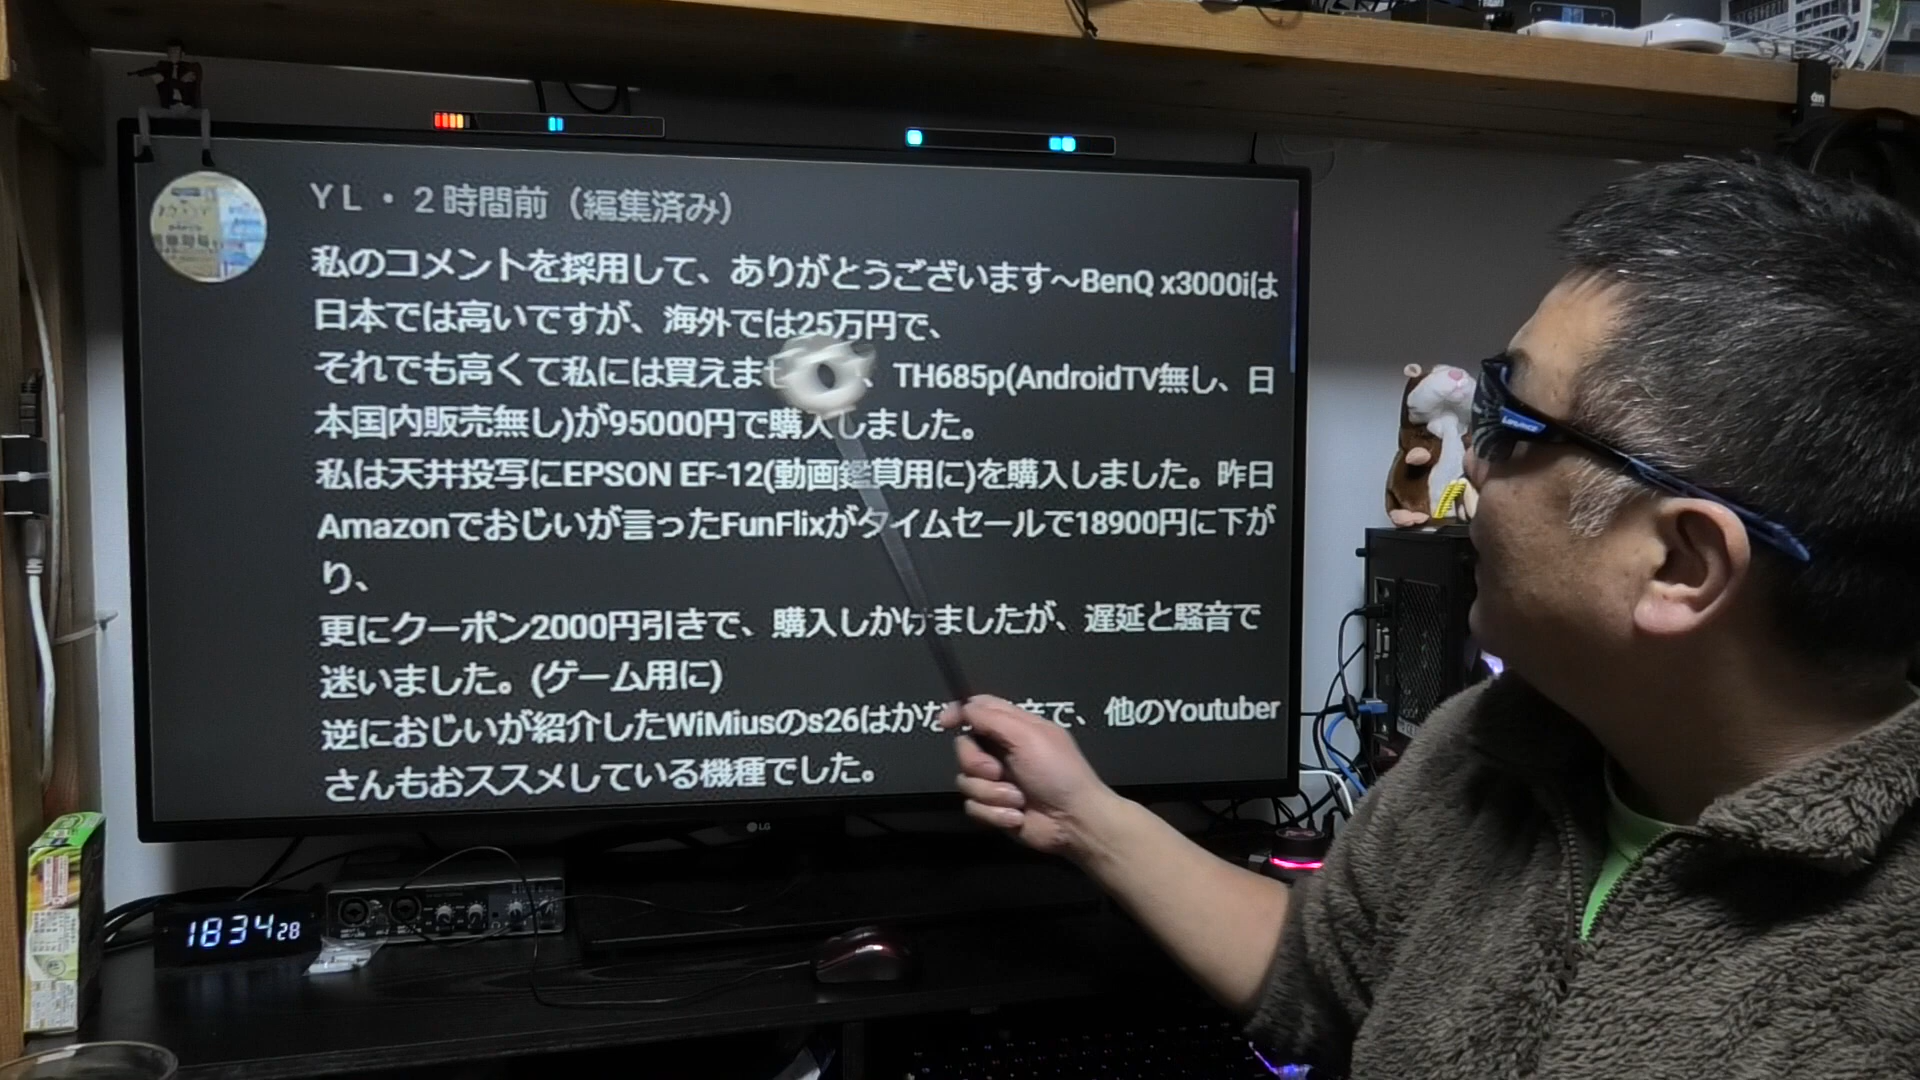 YL・2 時間前（編集済み）
私のコメントを採用して、ありがとうございます～BenQ x3000iは
日本では高いですが、海外では25万円で、
それでも高くて私には買えませ、TH685p(AndroidTV無し、日
本国内販売無し)が95000円で購入しました。
私は天井投写にEPSON EF-12(動画鑑賞用に)を購入しました。昨日
Amazonでおじいが言ったFunFlixがタイムセールで18900円に下が
り、
更にクーポン2000円引きで、購入しかけましたが、遅延と騒音で
迷いました。(ゲーム用に)
逆におじいが紹介したWiMiusのs26はかな音で、他のYoutuber
さんもおススメしている機種でした。
LG
1834 28